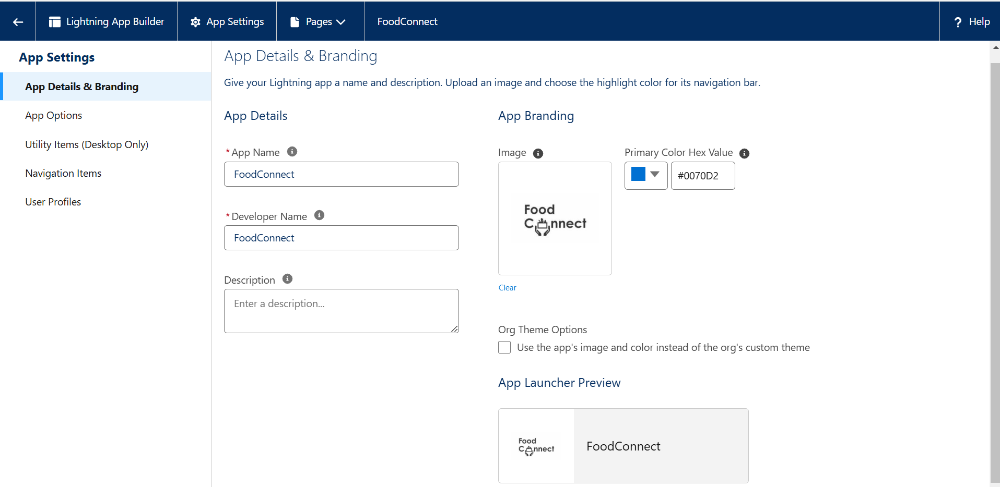 Lightning App Builder
App Settings
Pages
FoodConnect
? Help
App Settings
App Details & Branding
App Options
Utility Items (Desktop Only)
Navigation Items
User Profiles
App Details & Branding
Give your Lightning app a name and description. Upload an image and choose the highlight color for its navigation bar.
App Details
* App Name
FoodConnect
* Developer Name
FoodConnect
Description
Enter a description...
App Branding
Image
Primary Color Hex Value
#0070D2
Food
Connect
Clear
Org Theme Options
Use the app's image and color instead of the org's custom theme
App Launcher Preview
Food
Connect
FoodConnect